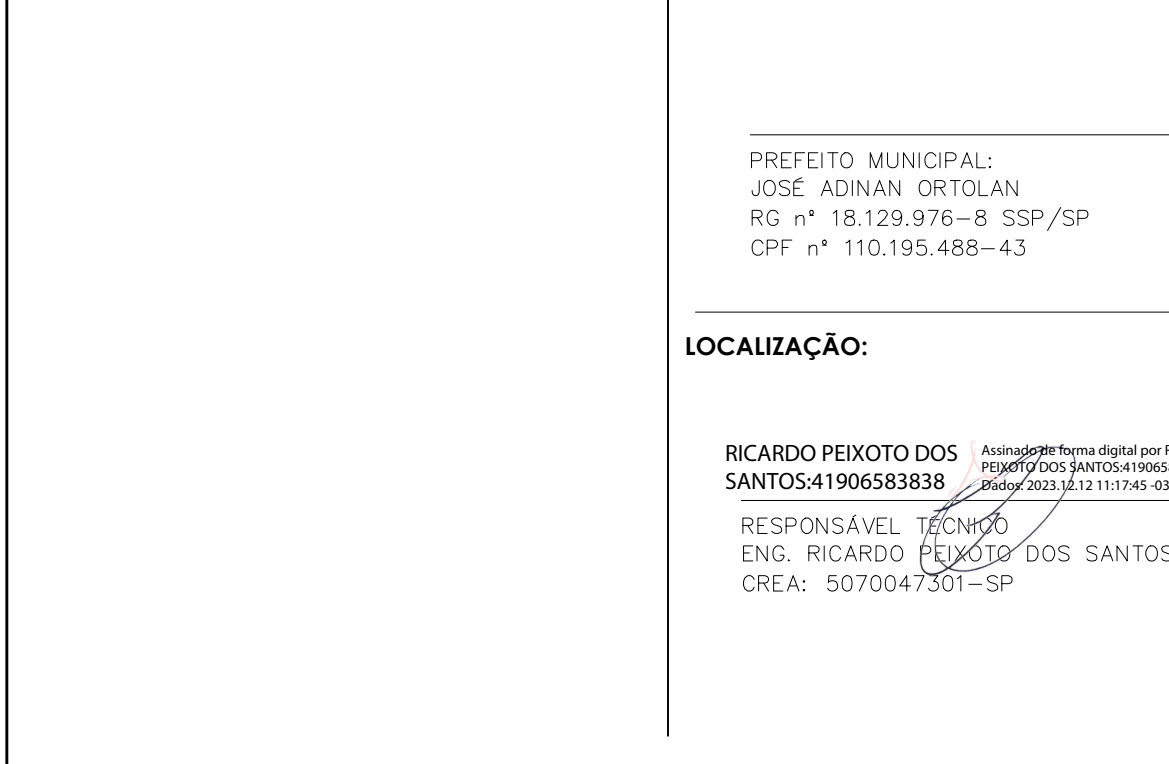 PREFEITO MUNICIPAL:
JOSÉ ADINAN ORTOLAN
RG nº 18.129.976-8 SSP/SP
CPF nº 110.195.488-43
LOCALIZAÇÃO:
RICARDO PEIXOTO DOS
SANTOS:41906583838
Assinado de forma digital por R
PEIXOTO DOS SANTOS:419065
Dados: 2023.12.12 11:17:45 -03
RESPONSÁVEL TÉCNICO
ENG. RICARDO PEIXOTO DOS SANTOS
CREA: 5070047301-SP